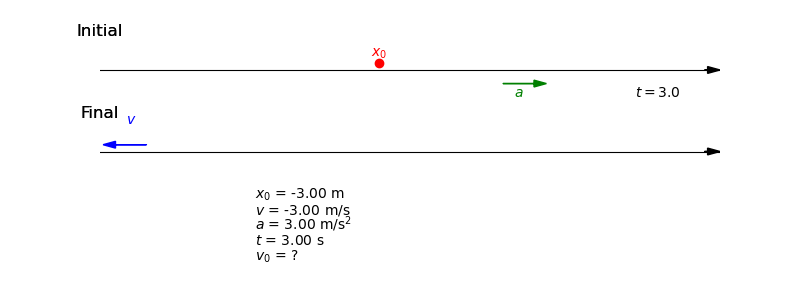 Initial
x₀
a
t = 3.0
Final
v
x₀ = -3.00 m
v = -3.00 m/s
a = 3.00 m/s²
t = 3.00 s
v₀ = ?